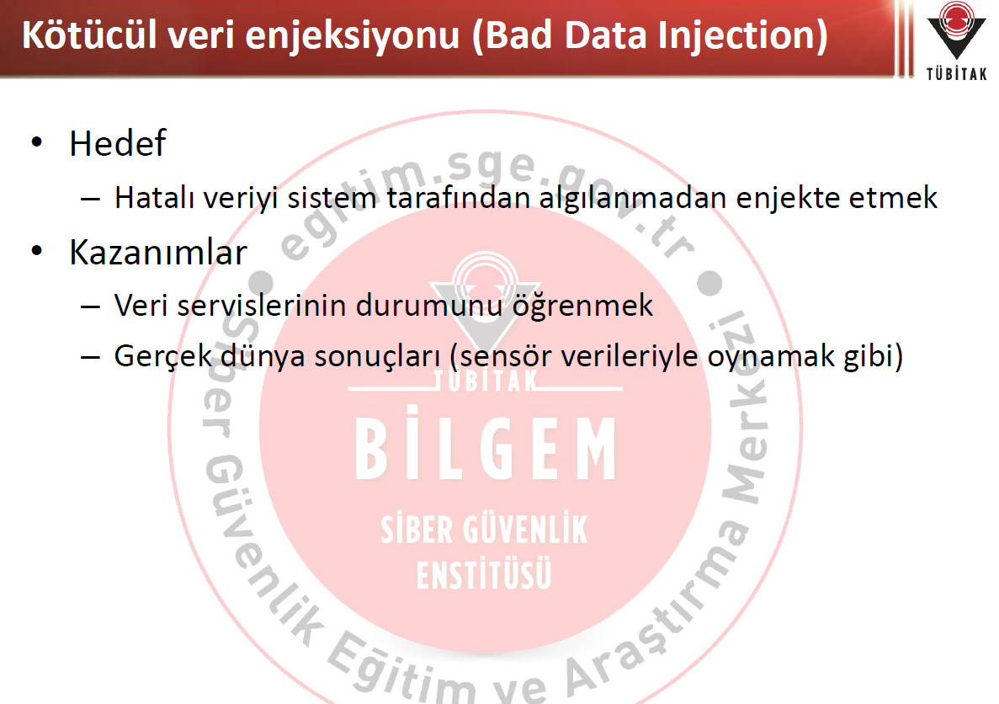 Kötücül veri enjeksiyonu (Bad Data Injection)
TÜBİTAK
• Hedef
– Hatalı veriyi sistem tarafından algılanmadan enjekte etmek
• Kazanımlar
– Veri servislerinin durumunu öğrenmek
– Gerçek dünya sonuçları (sensör verileriyle oynamak gibi)
egitim.sge.gov.tr
Siber Güvenlik Eğitim ve Araştırma Merkezi
TÜBİTAK
BİLGEM
SİBER GÜVENLİK
ENSTİTÜSÜ